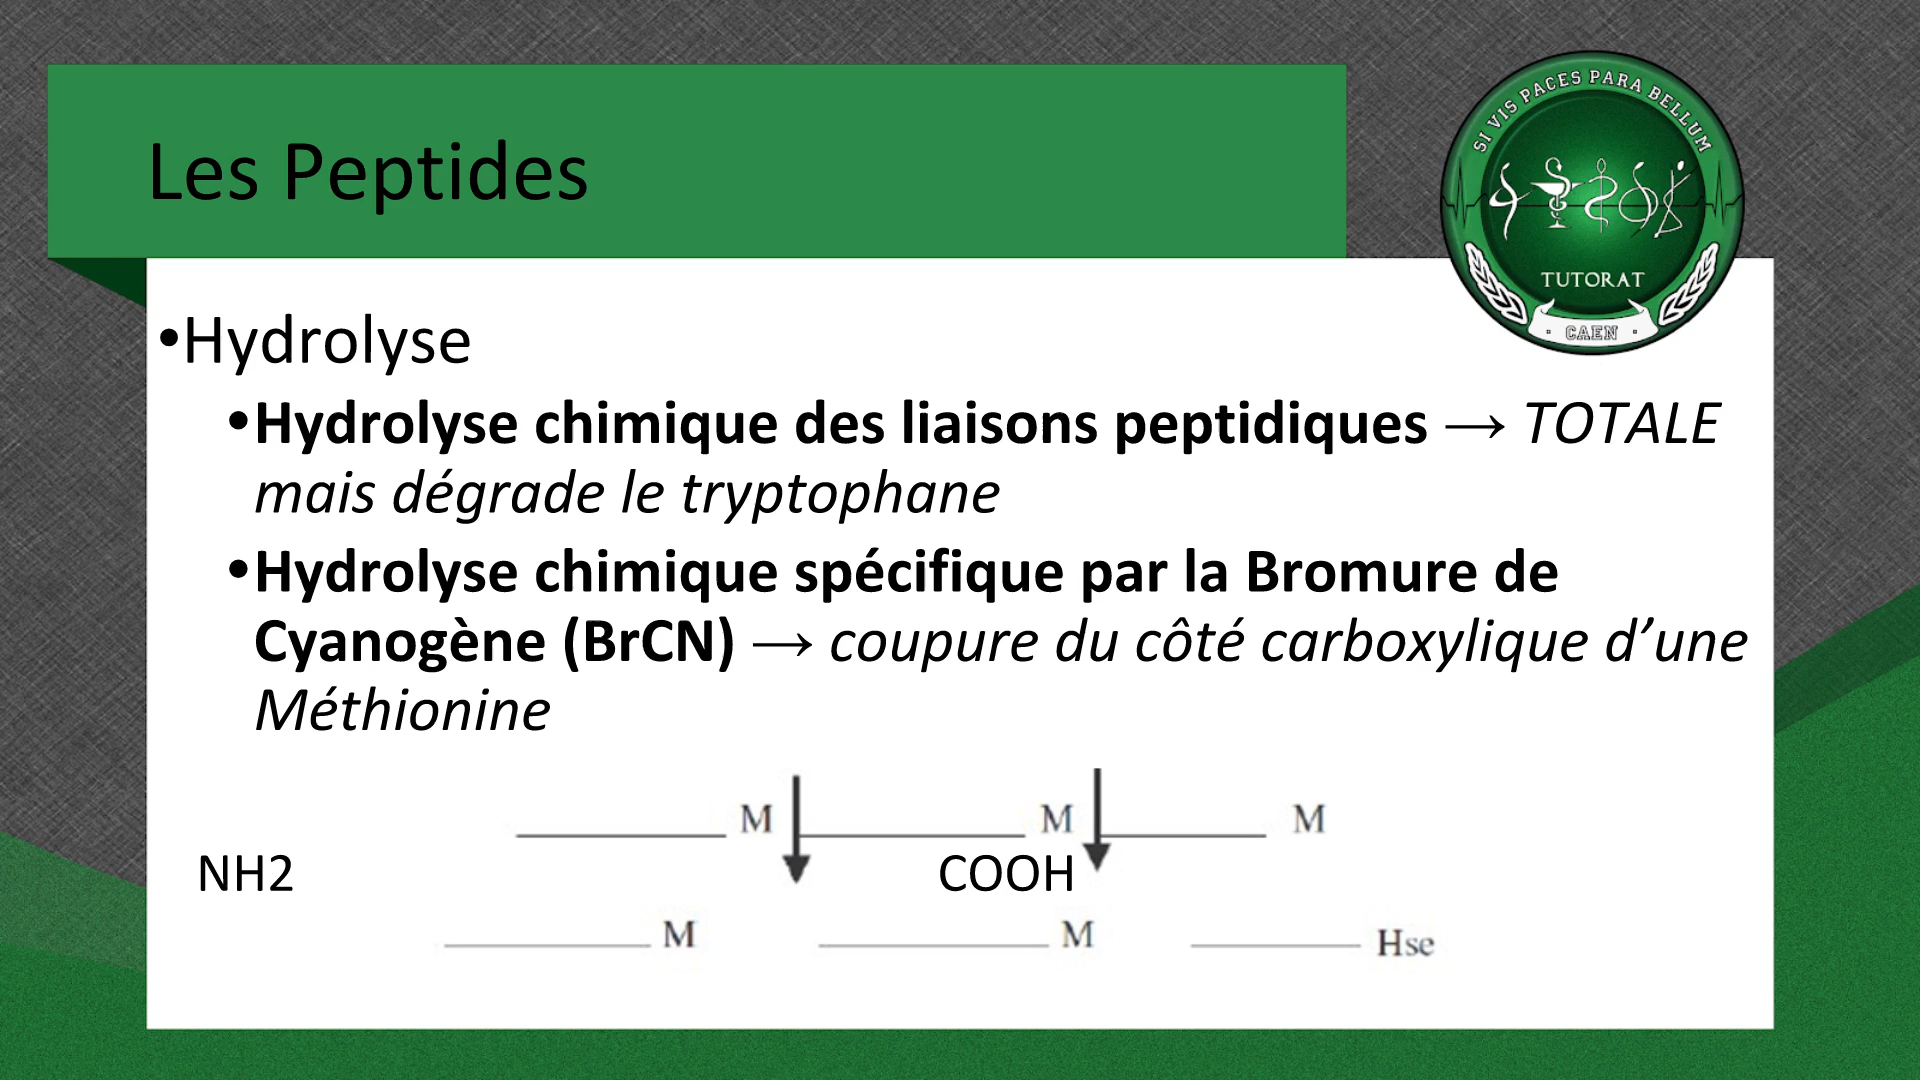 SI VIS PACES PARA BELLUM
TUTORAT
· CAEN ·
Les Peptides
•Hydrolyse
•Hydrolyse chimique des liaisons peptidiques → TOTALE
mais dégrade le tryptophane
•Hydrolyse chimique spécifique par la Bromure de
Cyanogène (BrCN) → coupure du côté carboxylique d’une
Méthionine
M M M
NH2 COOH
M M Hse